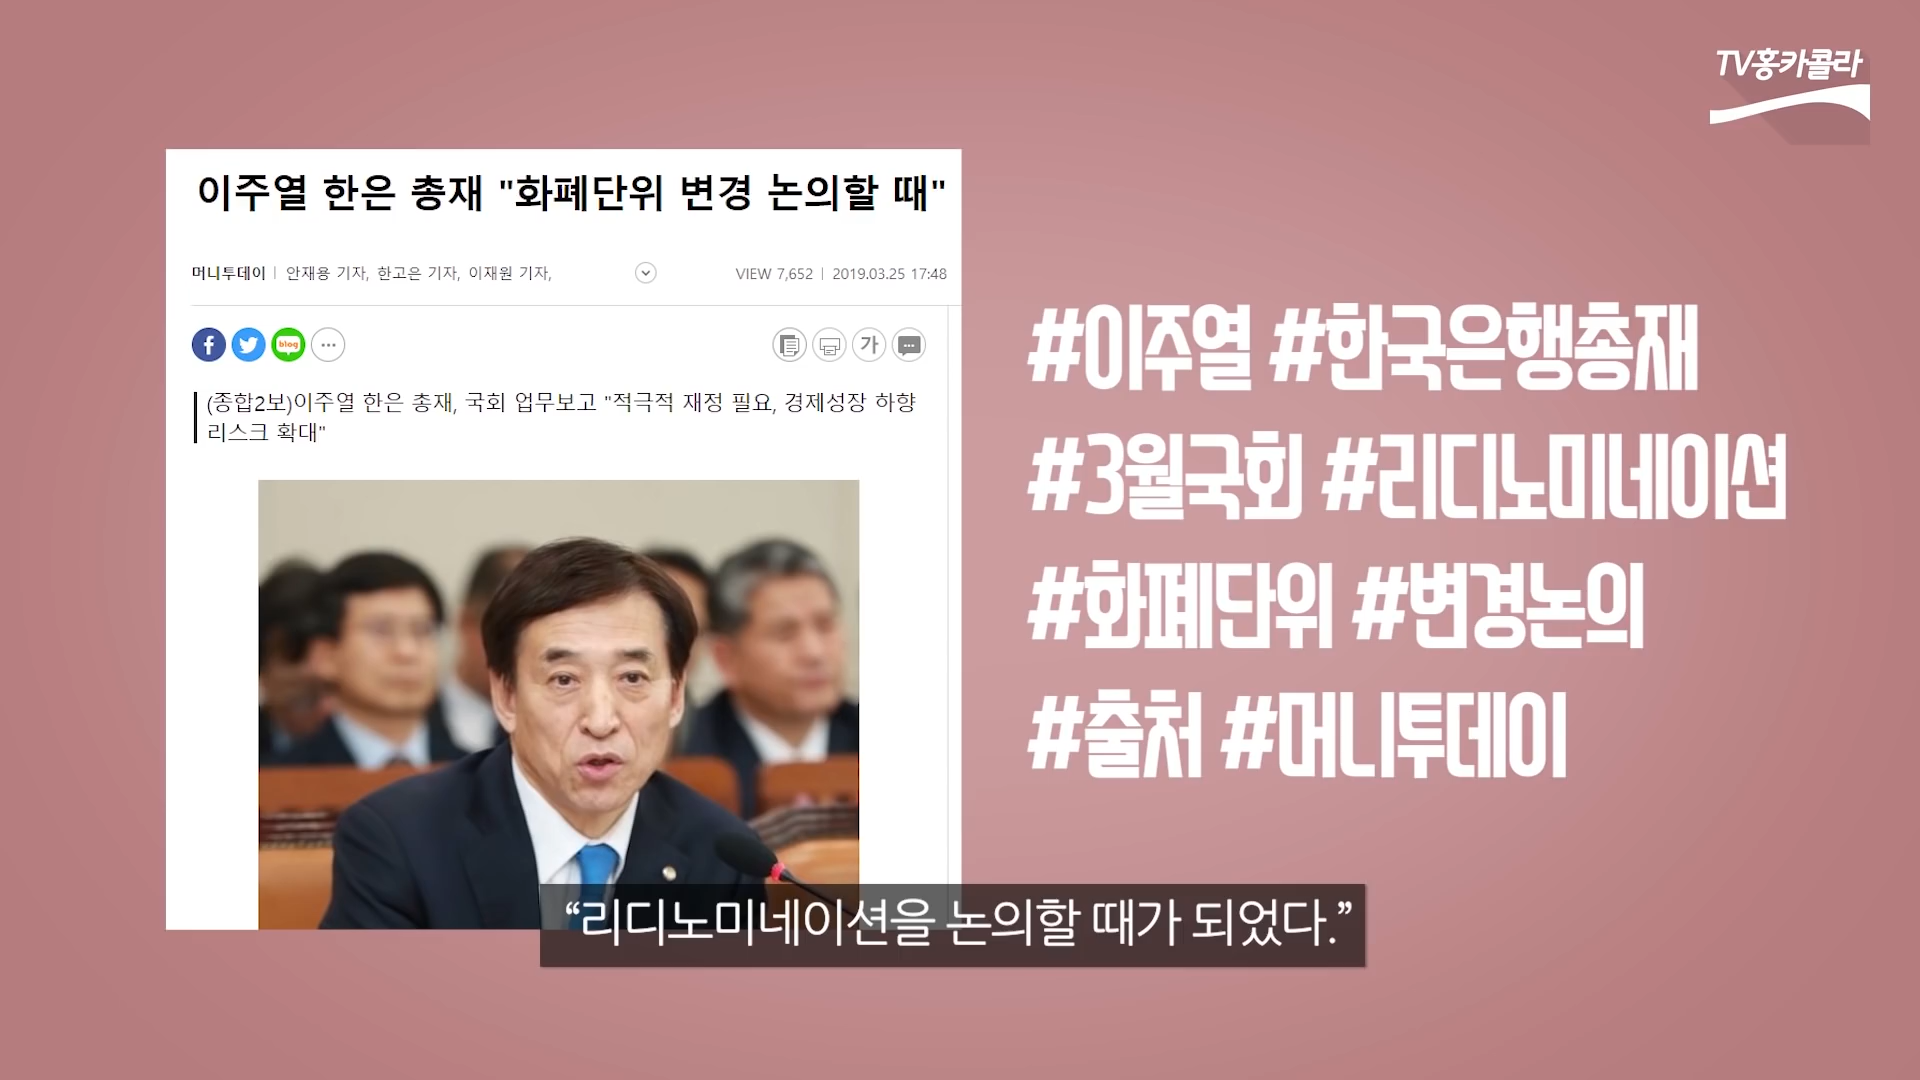 TV홍카콜라
이주열 한은 총재 "화폐단위 변경 논의할 때"
머니투데이 | 안재용 기자, 한고은 기자, 이재원 기자,
VIEW 7,652 | 2019.03.25 17:48
blog
가
(종합2보)이주열 한은 총재, 국회 업무보고 "적극적 재정 필요, 경제성장 하향
리스크 확대"
#이주열 #한국은행총재
#3월국회 #리디노미네이션
#화폐단위 #변경논의
#출처 #머니투데이
“리디노미네이션을 논의할 때가 되었다.”